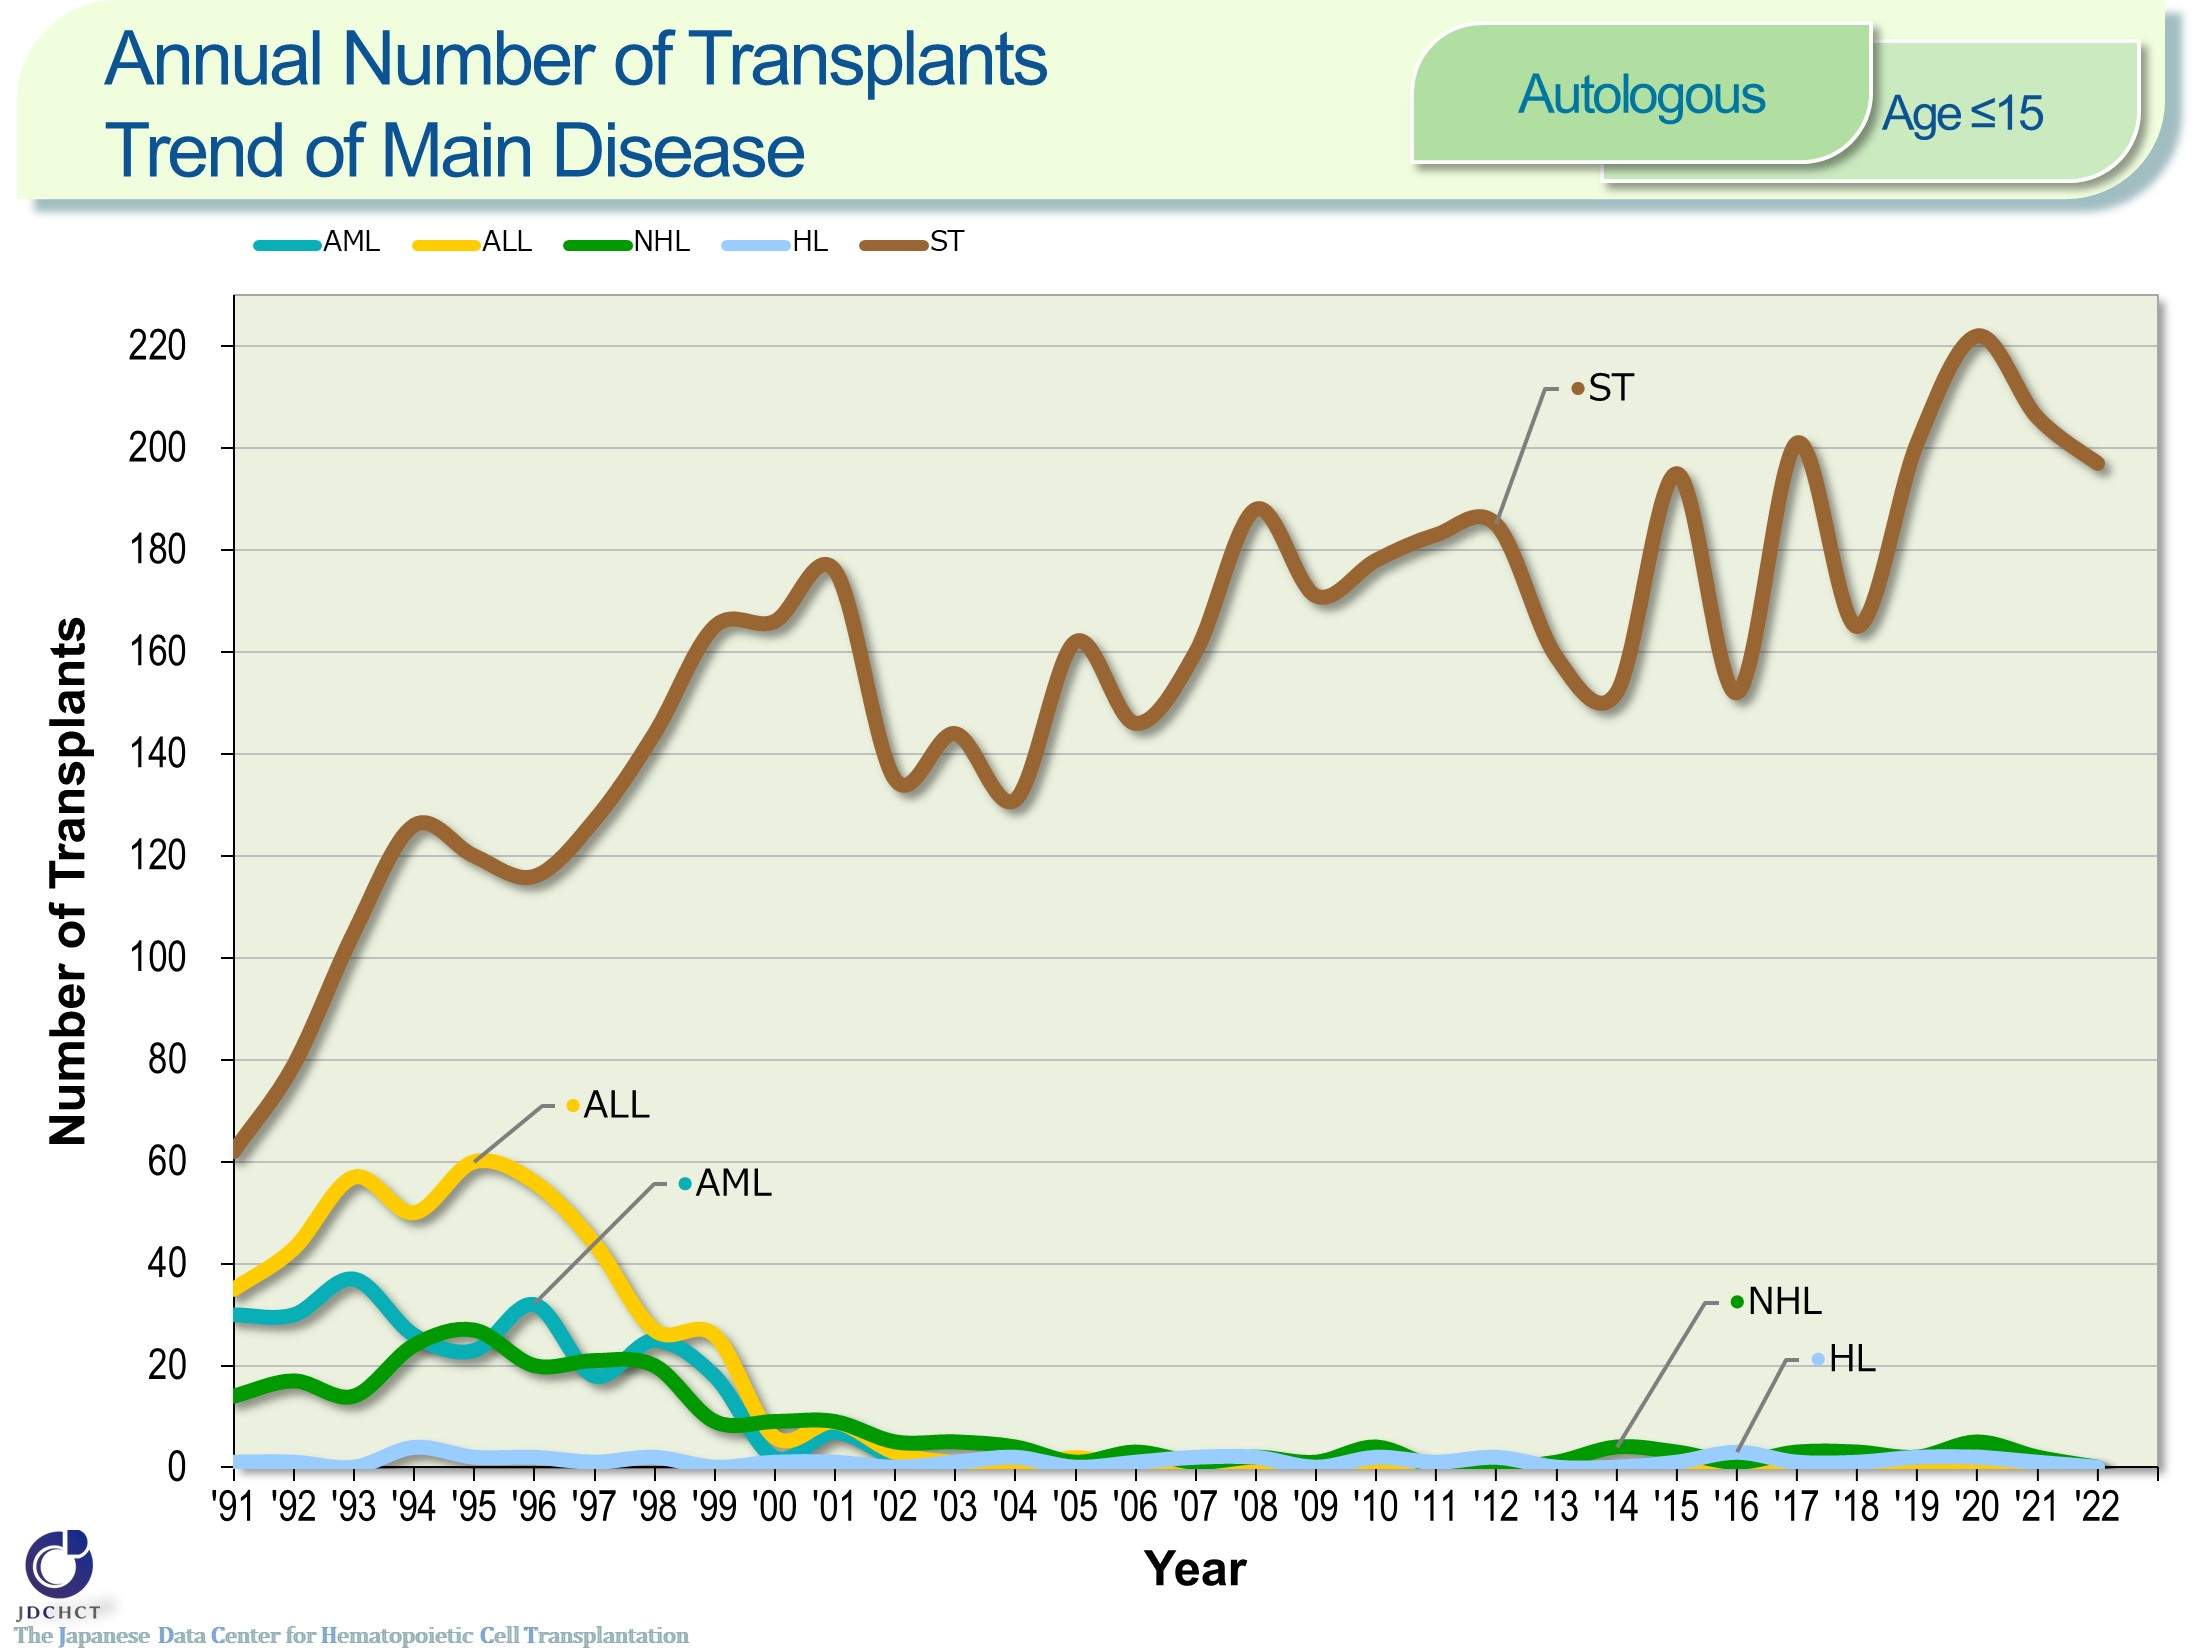 Annual Number of Transplants
Trend of Main Disease
Autologous
Age ≤15
AML ALL NHL HL ST
220
200
180
160
140
120
100
80
60
40
20
0
ST
ALL
AML
NHL
HL
Number of Transplants
'91 '92 '93 '94 '95 '96 '97 '98 '99 '00 '01 '02 '03 '04 '05 '06 '07 '08 '09 '10 '11 '12 '13 '14 '15 '16 '17 '18 '19 '20 '21 '22
Year
JDCHCT
The Japanese Data Center for Hematopoietic Cell Transplantation